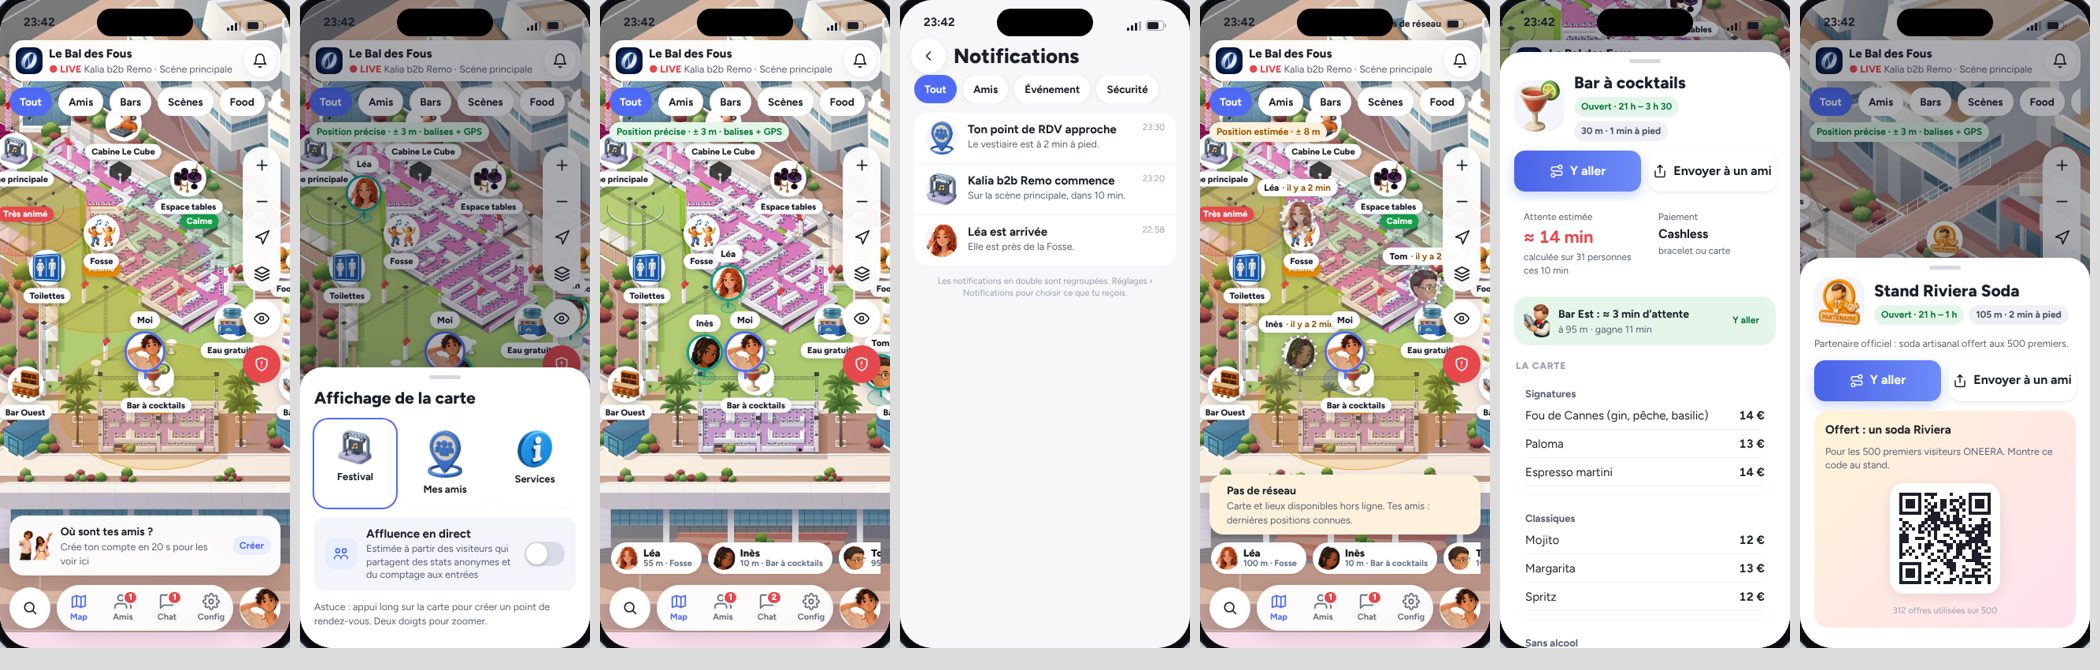 23:42
Le Bal des Fous
LIVE Kalia b2b Remo · Scène principale
Tout
Amis
Bars
Scènes
Food
Position précise · ± 3 m · balises + GPS
Cabine Le Cube
e principale
Espace tables
Très animé
Calme
Fosse
Toilettes
Moi
Eau gratuit
Bar Ouest
Bar à cocktails
Où sont tes amis ?
Crée ton compte en 20 s pour les
voir ici
Créer
1
1
Map
Amis
Chat
Config
23:42
Le Bal des Fous
LIVE Kalia b2b Remo · Scène principale
Tout
Amis
Bars
Scènes
Food
Position précise · ± 3 m · balises + GPS
Cabine Le Cube
Léa
e principale
Espace tables
Fosse
Toilettes
Moi
Eau gratuit
Affichage de la carte
Festival
Mes amis
Services
Affluence en direct
Estimée à partir des visiteurs qui
partagent des stats anonymes et
du comptage aux entrées
Astuce : appui long sur la carte pour créer un point de
rendez-vous. Deux doigts pour zoomer.
23:42
Le Bal des Fous
LIVE Kalia b2b Remo · Scène principale
Tout
Amis
Bars
Scènes
Food
Position précise · ± 3 m · balises + GPS
Cabine Le Cube
e principale
Espace tables
Fosse
Léa
Toilettes
Inès
Moi
Eau gratuit
Tom
Bar Ouest
Bar à cocktails
Léa
55 m · Fosse
Inès
10 m · Bar à cocktails
To
95
1
2
Map
Amis
Chat
Config
23:42
Notifications
Tout
Amis
Événement
Sécurité
Ton point de RDV approche
23:30
Le vestiaire est à 2 min à pied.
Kalia b2b Remo commence
23:20
Sur la scène principale, dans 10 min.
Léa est arrivée
22:58
Elle est près de la Fosse.
Les notifications en double sont regroupées. Réglages ›
Notifications pour choisir ce que tu reçois.
23:42
s de réseau
Le Bal des Fous
LIVE Kalia b2b Remo · Scène principale
Tout
Amis
Bars
Scènes
Food
Position estimée · ± 8 m
Cabine Le Cube
e principale
Léa · il y a 2 min
Espace tables
Très animé
Calme
Fosse
Tom · il y a 2
Toilettes
Inès · il y a 2 min
Moi
Eau gratuit
Bar Ouest
Bar à cocktails
Pas de réseau
Carte et lieux disponibles hors ligne. Tes amis :
dernières positions connues.
Léa
100 m · Fosse
Inès
10 m · Bar à cocktails
1
1
Map
Amis
Chat
Config
23:42
Bar à cocktails
Ouvert · 21 h – 3 h 30
30 m · 1 min à pied
Y aller
Envoyer à un ami
Attente estimée
≈ 14 min
calculée sur 31 personnes
ces 10 min
Paiement
Cashless
bracelet ou carte
Bar Est : ≈ 3 min d'attente
à 95 m · gagne 11 min
Y aller
LA CARTE
Signatures
Fou de Cannes (gin, pêche, basilic) 14 €
Paloma 13 €
Espresso martini 14 €
Classiques
Mojito 12 €
Margarita 13 €
Spritz 12 €
Sans alcool
23:42
Le Bal des Fous
LIVE Kalia b2b Remo · Scène principale
Tout
Amis
Bars
Scènes
Food
Position précise · ± 3 m · balises + GPS
PARTENAIRE
Stand Riviera Soda
Ouvert · 21 h – 1 h
105 m · 2 min à pied
Partenaire officiel : soda artisanal offert aux 500 premiers.
Y aller
Envoyer à un ami
Offert : un soda Riviera
Pour les 500 premiers visiteurs ONEERA. Montre ce
code au stand.
312 offres utilisées sur 500